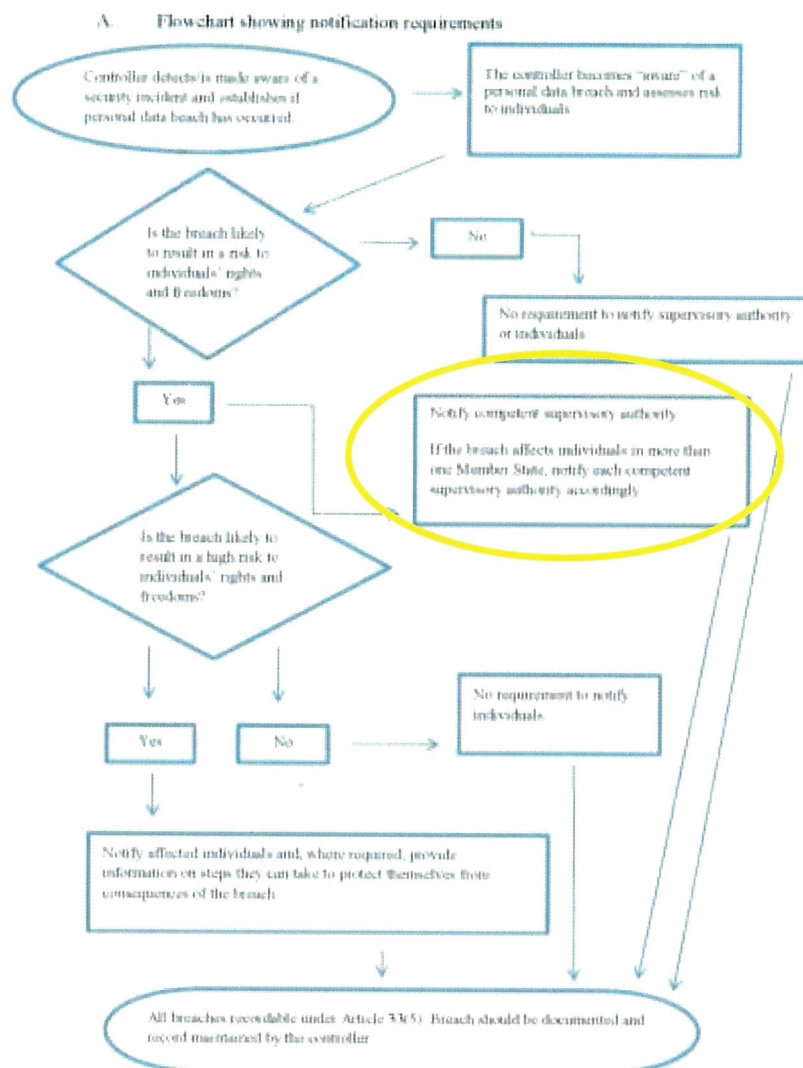 A. Flowchart showing notification requirements
Controller detects/is made aware of a
security incident and establishes if
personal data beach has occurred.
The controller becomes “aware” of a
personal data breach and assesses risk
to individuals
Is the breach likely
to result in a risk to
individuals’ rights
and freedoms?
No
No requirement to notify supervisory authority
or individuals
Yes
Notify competent supervisory authority
If the breach affects individuals in more than
one Member State, notify each competent
supervisory authority accordingly
Is the breach likely to
result in a high risk to
individuals’ rights and
freedoms?
No requirement to notify
individuals.
Yes
No
Notify affected individuals and, where required, provide
information on steps they can take to protect themselves from
consequences of the breach
All breaches recordable under Article 33(5). Breach should be documented and
record maintained by the controller